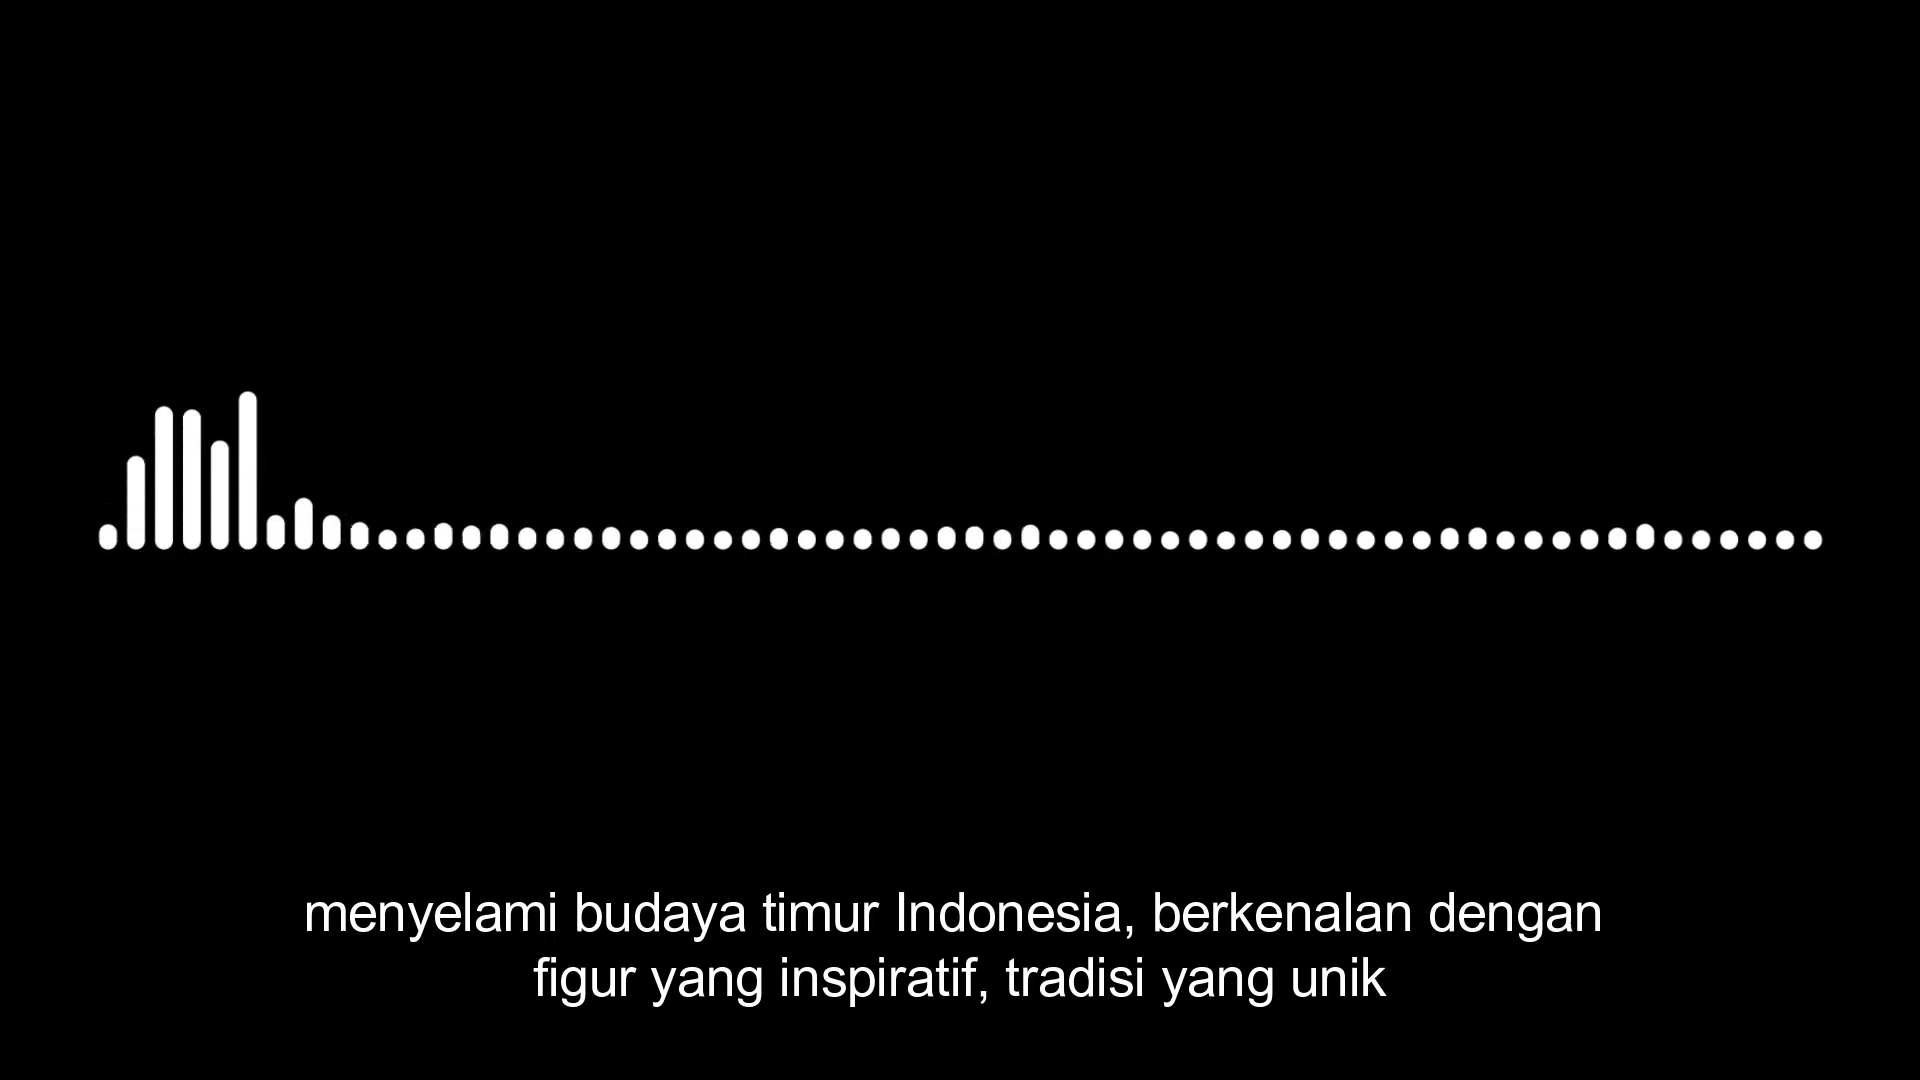 menyelami budaya timur Indonesia, berkenalan dengan
figur yang inspiratif, tradisi yang unik